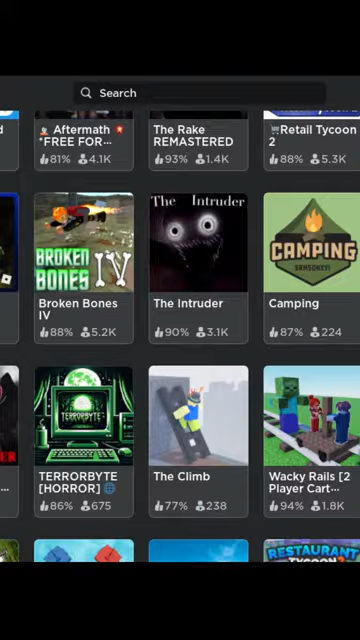 Search
d
Aftermath
*FREE FOR...
81% 4.1K
The Rake
REMASTERED
93% 1.4K
Retail Tycoon
2
88% 5.3K
BROKEN
BONES IV
Broken Bones
IV
88% 5.2K
The Intruder
The Intruder
90% 3.1K
CAMPING
SAMSONXVI
Camping
87% 224
TERRORBYTE
TERRORBYTE
[HORROR]
86% 675
The Climb
77% 238
Wacky Rails [2
Player Cart...
94% 1.8K
RESTAURANT